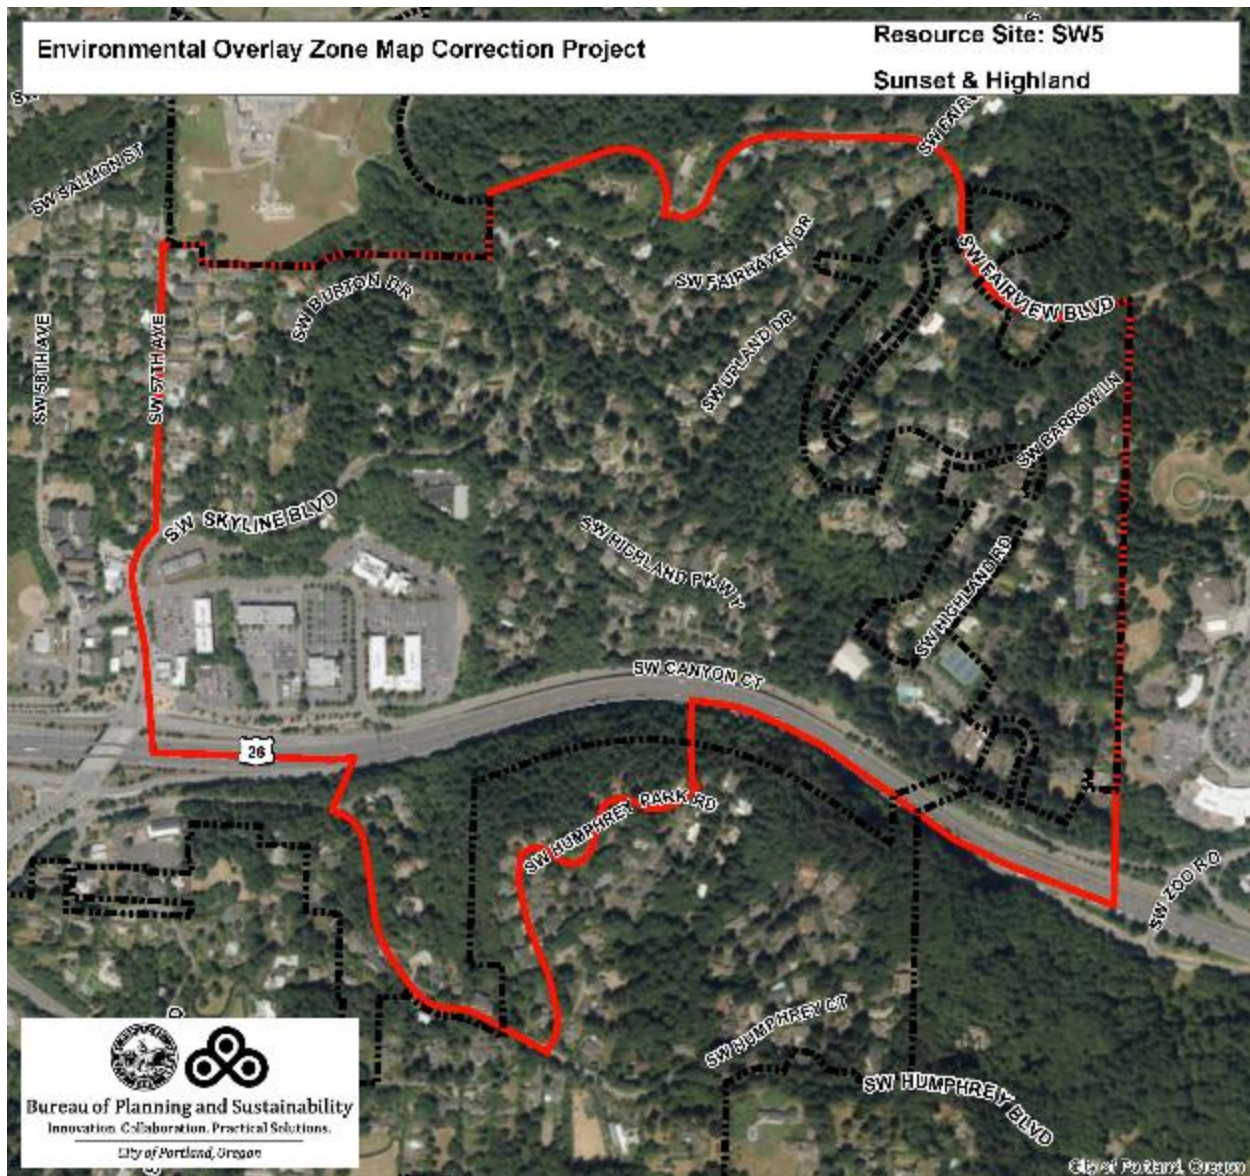 Environmental Overlay Zone Map Correction Project
Resource Site: SW5
Sunset & Highland
SW SALMON ST
SW FAIRHAVEN DR
SW FAIRVIEW BLVD
SW BURTON DR
SW UPLAND DR
SW 58TH AVE
SW 57TH AVE
SW BARROW LN
SW SKYLINE BLVD
SW HIGHLAND PKWY
SW HIGHLAND RD
SW CANYON CT
26
SW HUMPHREY PARK RD
SW ZOO RD
SW HUMPHREY CT
SW HUMPHREY BLVD
Bureau of Planning and Sustainability
Innovation. Collaboration. Practical Solutions.
City of Portland, Oregon
City of Portland, Oregon